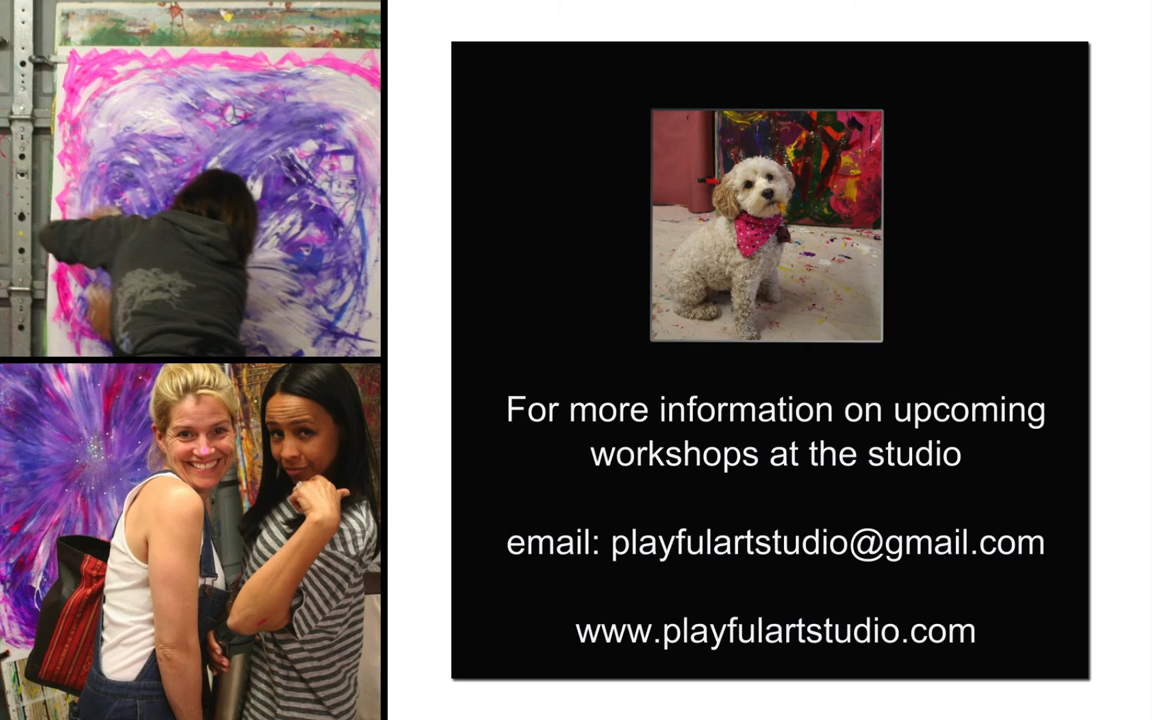 For more information on upcoming
workshops at the studio
email: playfulartstudio@gmail.com
www.playfulartstudio.com